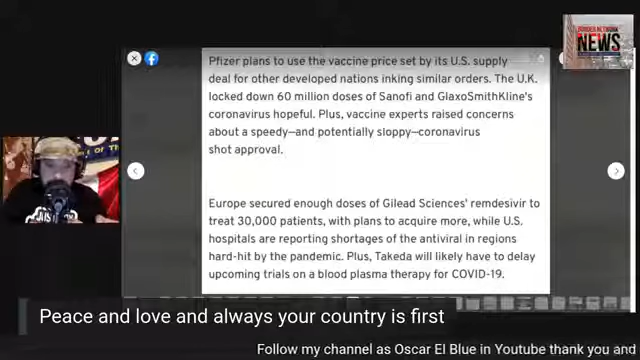 NEWS
Pfizer plans to use the vaccine price set by its U.S. supply
deal for other developed nations inking similar orders. The U.K.
locked down 60 million doses of Sanofi and GlaxoSmithKline's
coronavirus hopeful. Plus, vaccine experts raised concerns
about a speedy—and potentially sloppy—coronavirus
shot approval.
Europe secured enough doses of Gilead Sciences' remdesivir to
treat 30,000 patients, with plans to acquire more, while U.S.
hospitals are reporting shortages of the antiviral in regions
hard-hit by the pandemic. Plus, Takeda will likely have to delay
upcoming trials on a blood plasma therapy for COVID-19.
Peace and love and always your country is first
Follow my channel as Oscar El Blue in Youtube thank you and